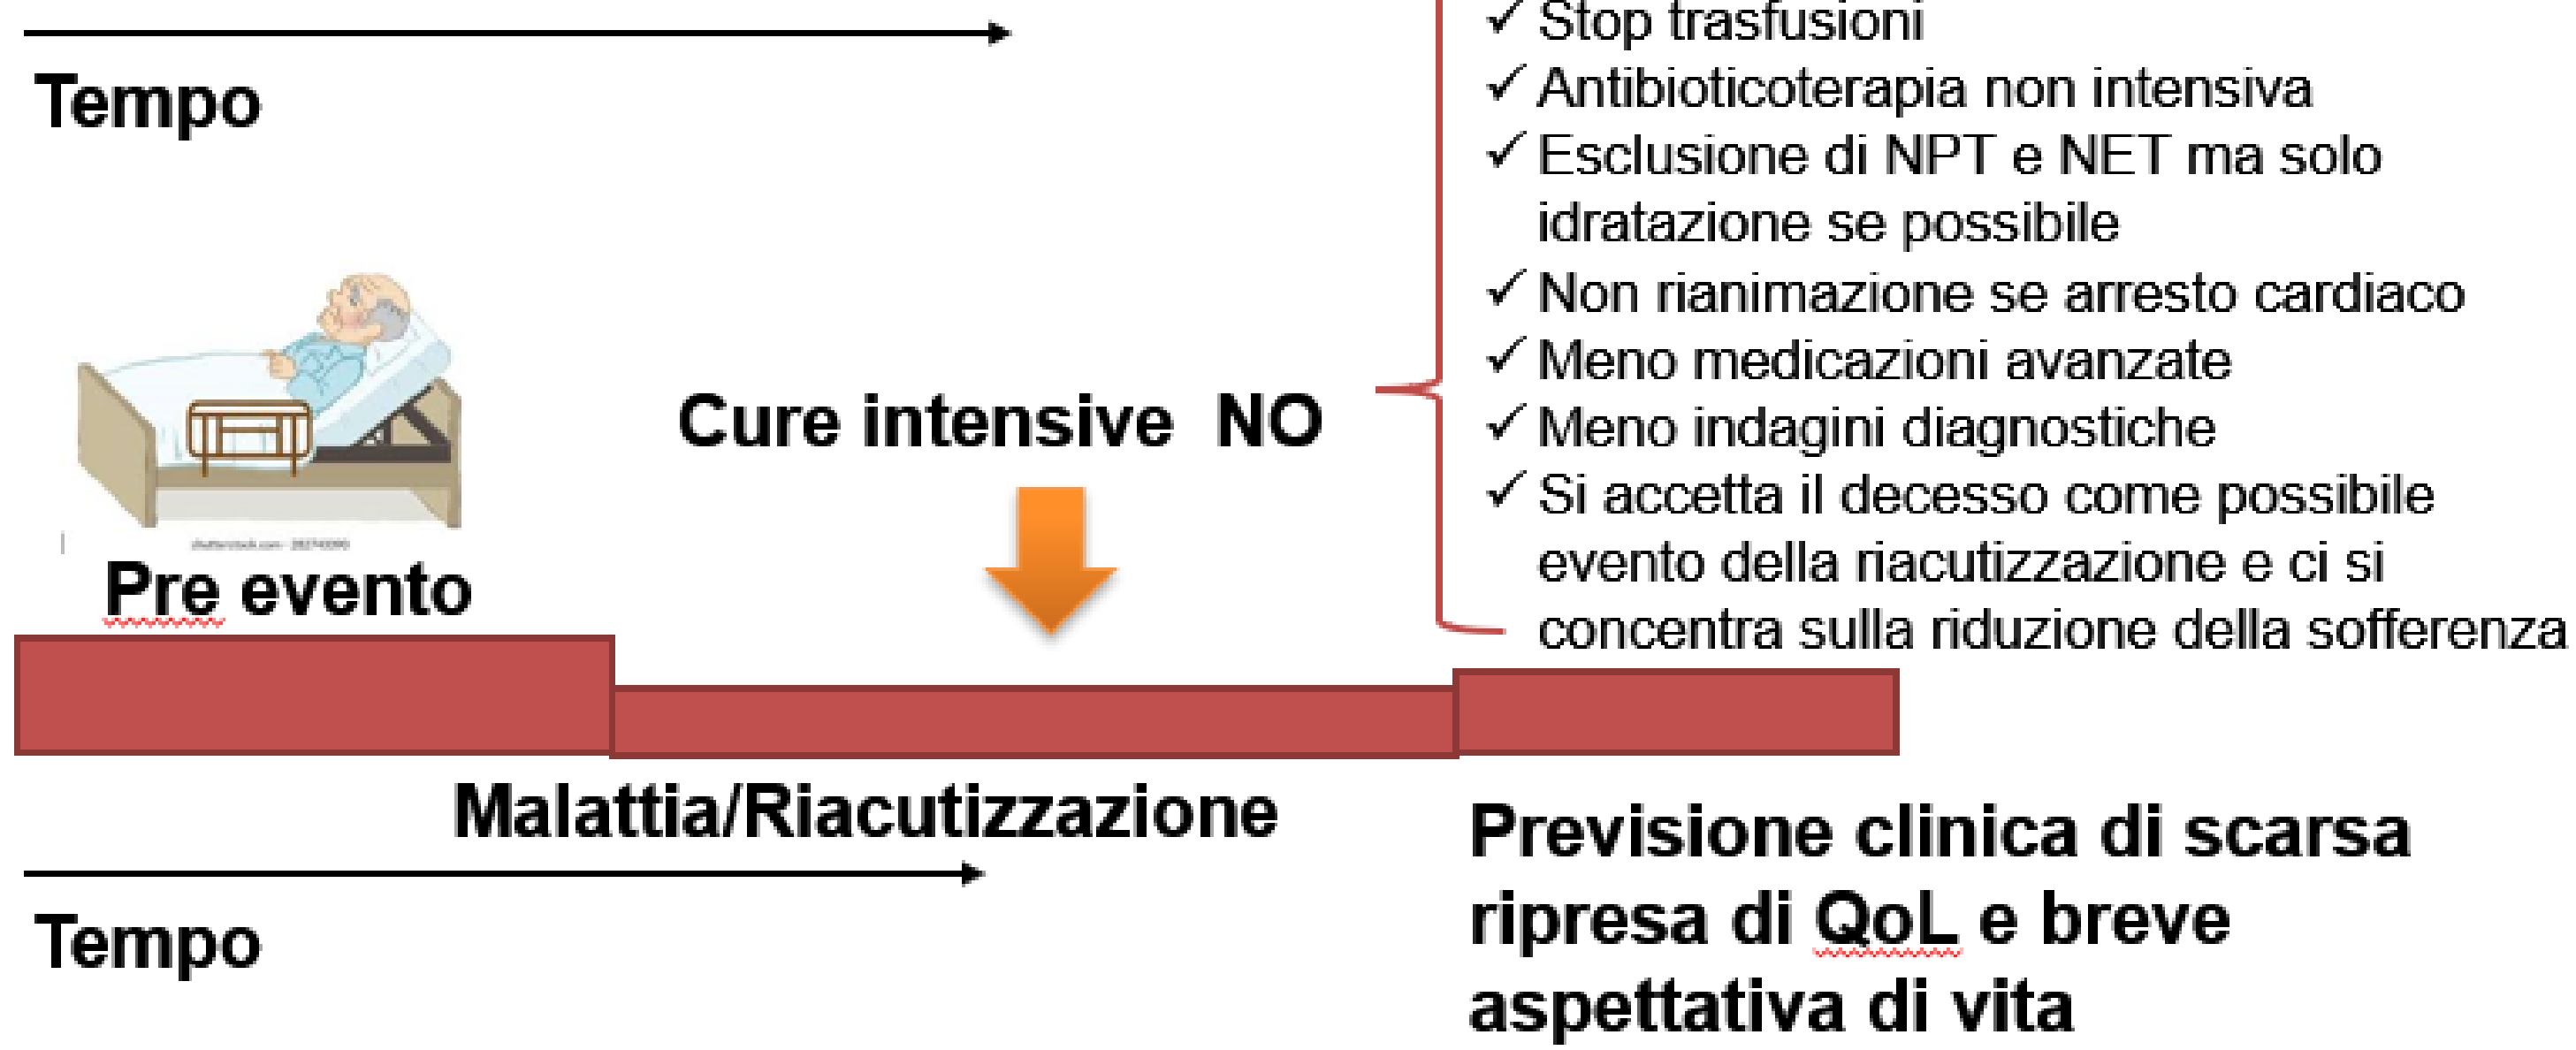 Tempo
Stop trasfusioni
Antibioticoterapia non intensiva
Esclusione di NPT e NET ma solo
idratazione se possibile
Non rianimazione se arresto cardiaco
Meno medicazioni avanzate
Meno indagini diagnostiche
Si accetta il decesso come possibile
evento della riacutizzazione e ci si
concentra sulla riduzione della sofferenza
Cure intensive NO
Pre evento
Malattia/Riacutizzazione
Tempo
Previsione clinica di scarsa
ripresa di QoL e breve
aspettativa di vita